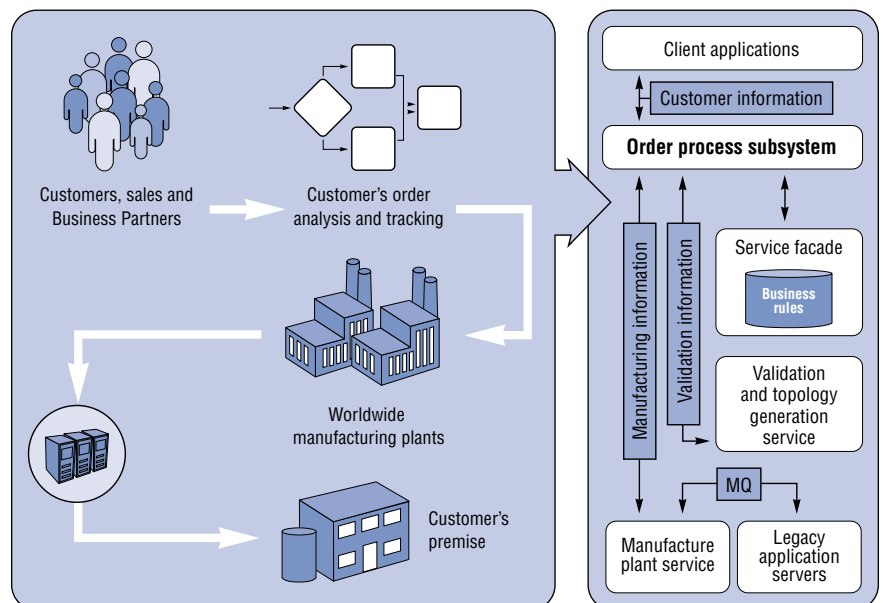 Customers, sales and
Business Partners
Customer's order
analysis and tracking
Worldwide
manufacturing plants
Customer's
premise
Client applications
Customer information
Order process subsystem
Manufacturing information
Validation information
Service facade
Business
rules
Validation
and topology
generation
service
MQ
Manufacture
plant service
Legacy
application
servers